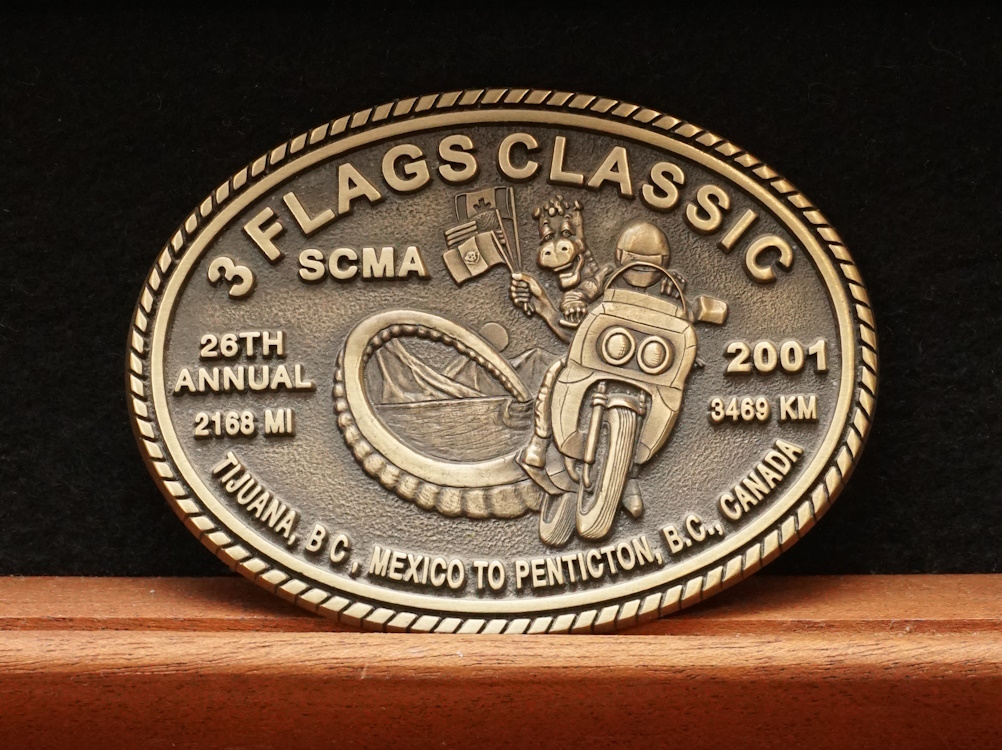 3 FLAGS CLASSIC
SCMA
26TH
ANNUAL
2168 MI
2001
3469 KM
TIJUANA, B C , MEXICO TO PENTICTON, B.C., CANADA